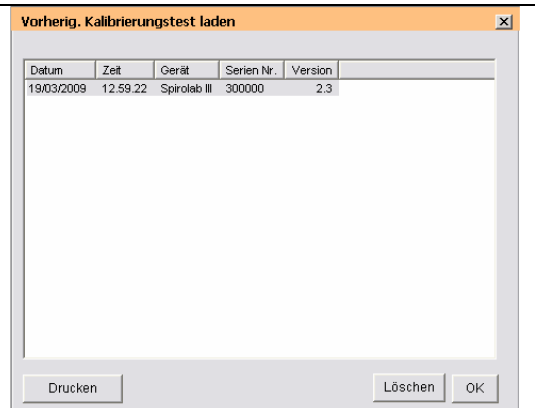 Vorherig. Kalibrierungstest laden
Datum Zeit Gerät Serien Nr. Version
19/03/2009 12.59.22 Spirolab III 300000 2.3
Drucken Löschen OK